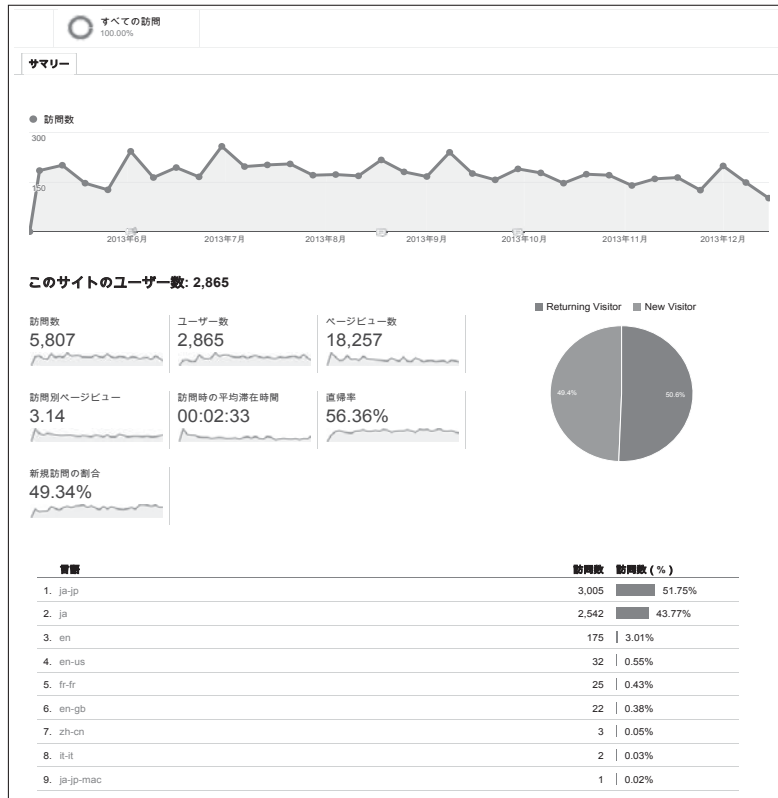 すべての訪問
100.00%
サマリー
訪問数
300
150
2013年6月 2013年7月 2013年8月 2013年9月 2013年10月 2013年11月 2013年12月
このサイトのユーザー数: 2,865
訪問数 ユーザー数 ページビュー数
5,807 2,865 18,257
訪問別ページビュー 訪問時の平均滞在時間 直帰率
3.14 00:02:33 56.36%
新規訪問の割合
49.34%
Returning Visitor New Visitor
49.4% 50.6%
言語 訪問数 訪問数 ( % )
1. ja-jp 3,005 51.75%
2. ja 2,542 43.77%
3. en 175 3.01%
4. en-us 32 0.55%
5. fr-fr 25 0.43%
6. en-gb 22 0.38%
7. zh-cn 3 0.05%
8. it-it 2 0.03%
9. ja-jp-mac 1 0.02%